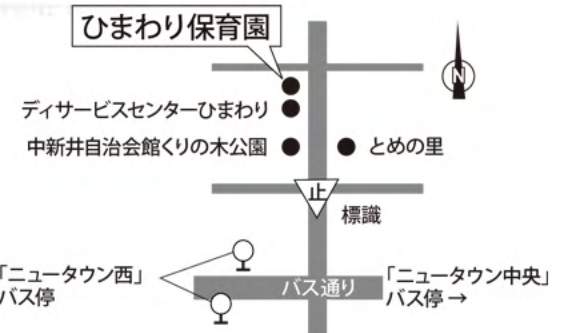 ひまわり保育園
N
ディサービスセンターひまわり
中新井自治会館くりの木公園
とめの里
止
標識
「ニュータウン西」
バス停
バス通り
「ニュータウン中央」
バス停→